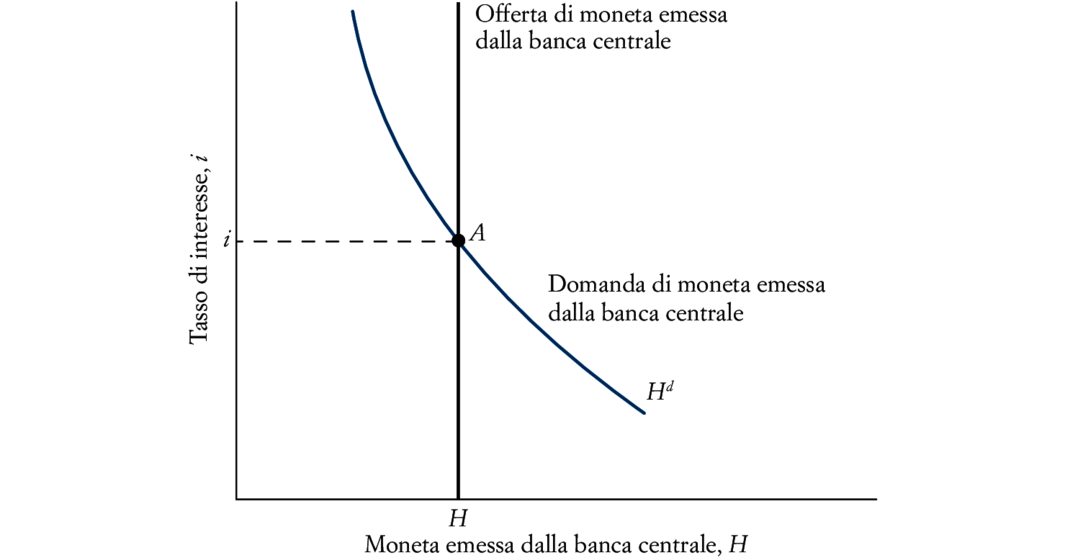 Offerta di moneta emessa
dalla banca centrale
Tasso di interesse, i
i
A
Domanda di moneta emessa
dalla banca centrale
Hᵈ
H
Moneta emessa dalla banca centrale, H